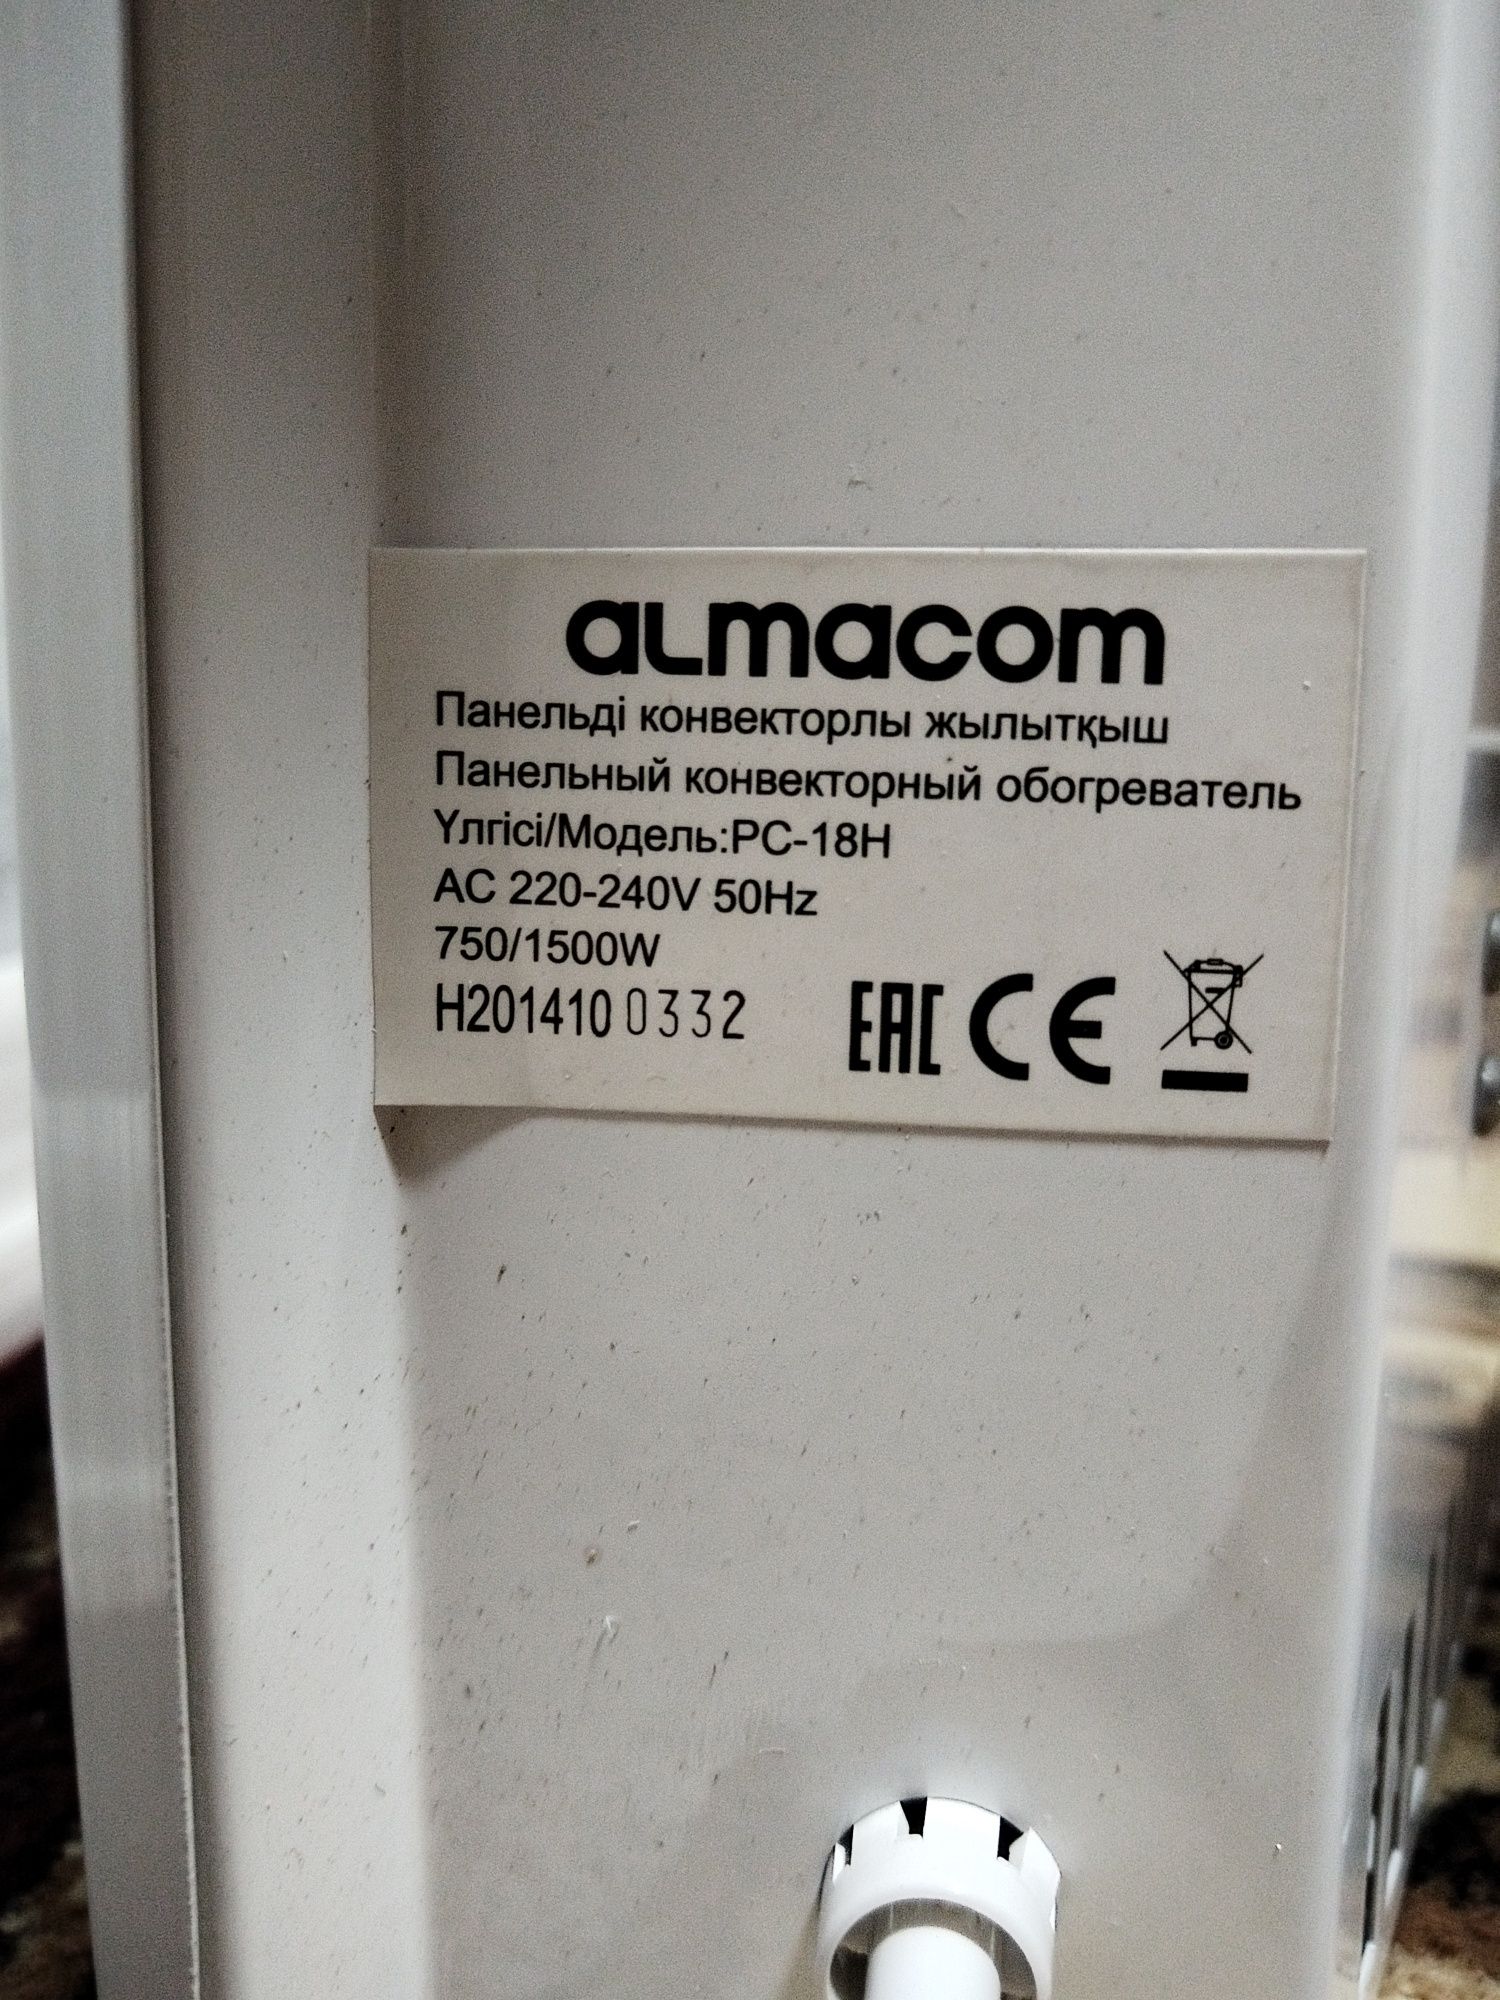 almacom
Панельді конвекторлы жылытқыш
Панельный конвекторный обогреватель
Үлгісі/Модель:PC-18H
AC 220-240V 50Hz
750/1500W
H201410 0332
EAC CE